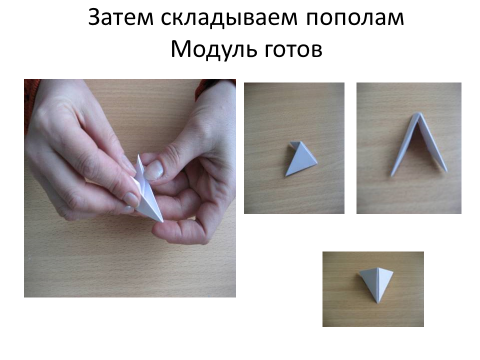 Затем складываем пополам
Модуль готов